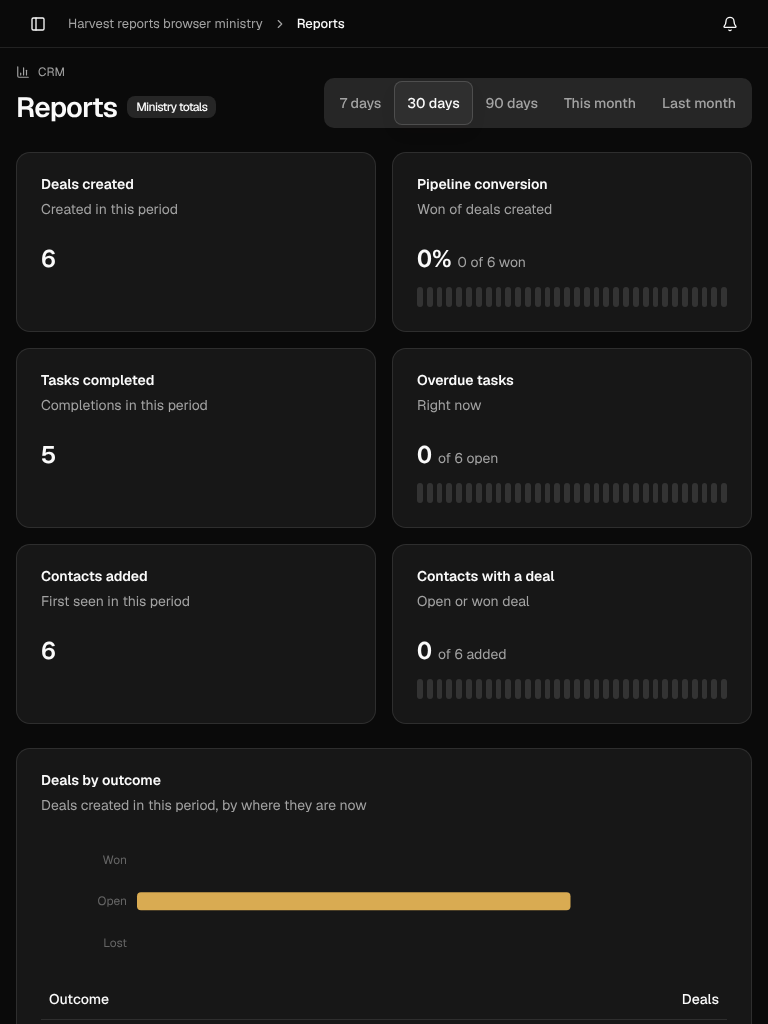 Harvest reports browser ministry > Reports
CRM
Reports Ministry totals
7 days 30 days 90 days This month Last month
Deals created
Created in this period
6
Pipeline conversion
Won of deals created
0% 0 of 6 won
Tasks completed
Completions in this period
5
Overdue tasks
Right now
0 of 6 open
Contacts added
First seen in this period
6
Contacts with a deal
Open or won deal
0 of 6 added
Deals by outcome
Deals created in this period, by where they are now
Won
Open
Lost
Outcome Deals